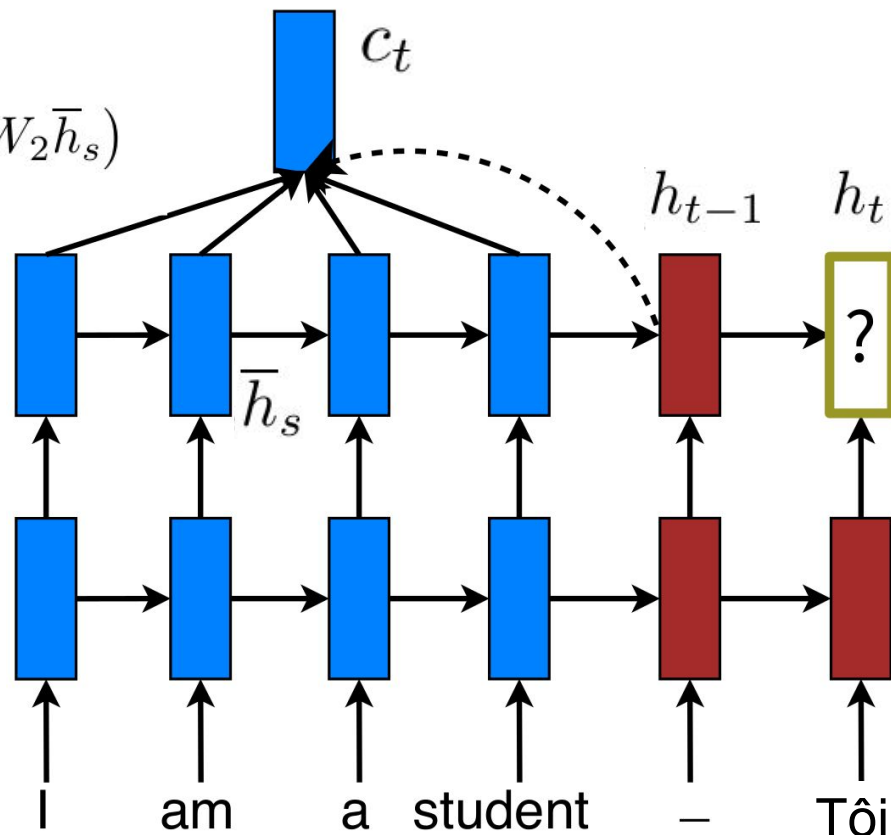 c_t
V_2 h̄_s)
h_{t−1} h_t
?
h̄_s
I am a student – Tôi